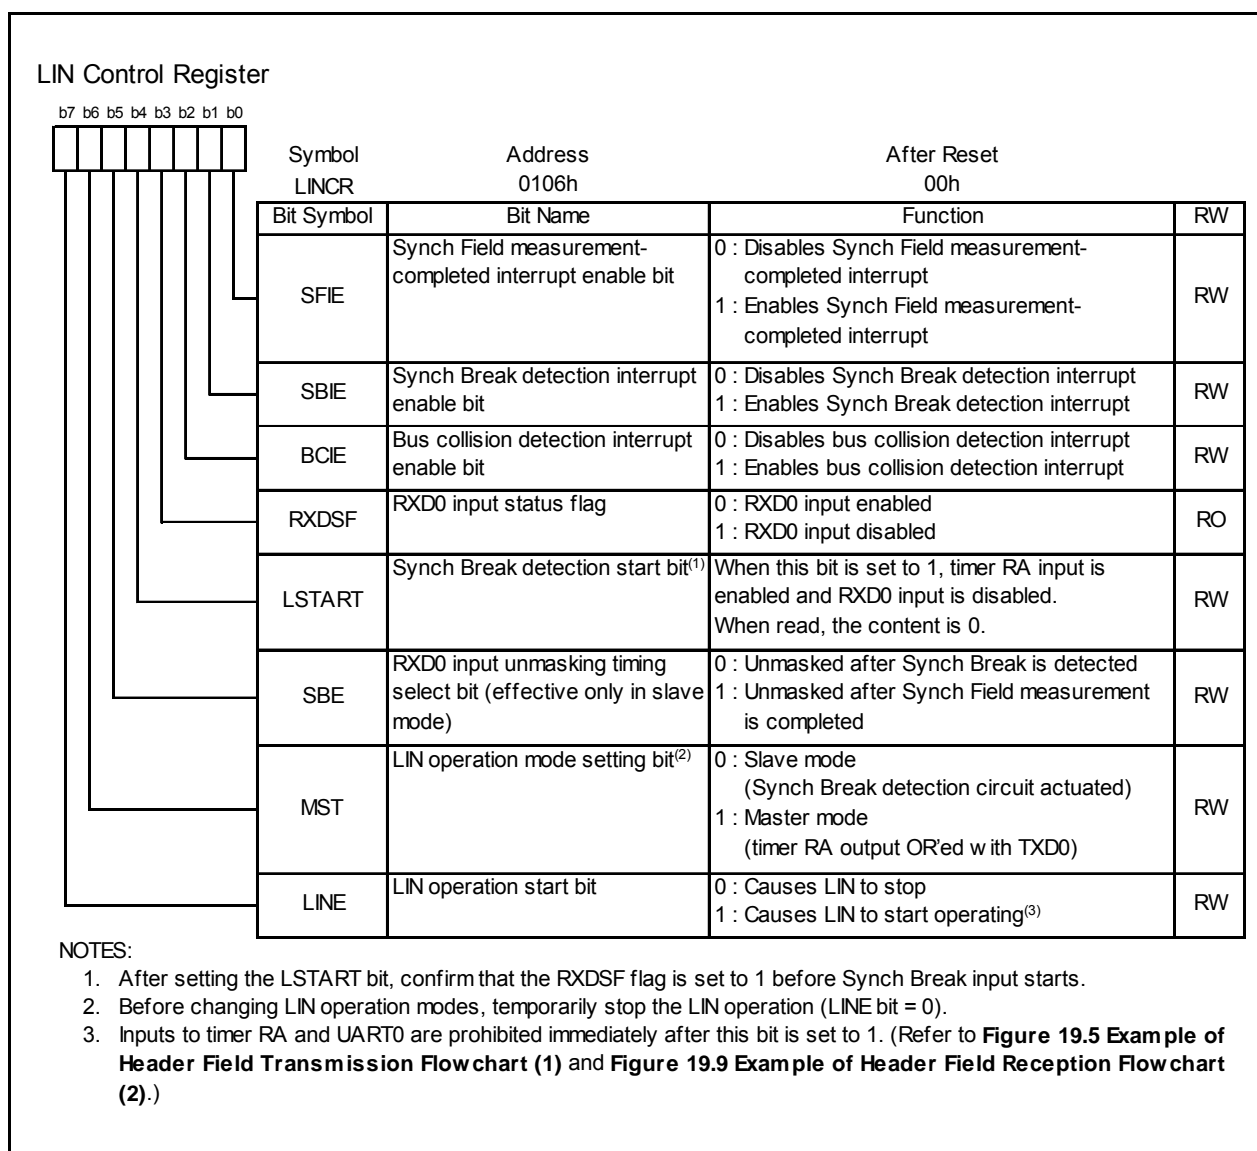 LIN Control Register
b7 b6 b5 b4 b3 b2 b1 b0
Symbol Address After Reset
LINCR 0106h 00h
Bit Symbol Bit Name Function RW
SFIE
Synch Field measurement-
completed interrupt enable bit
0 : Disables Synch Field measurement-
completed interrupt
1 : Enables Synch Field measurement-
completed interrupt
RW
SBIE
Synch Break detection interrupt
enable bit
0 : Disables Synch Break detection interrupt
1 : Enables Synch Break detection interrupt
RW
BCIE
Bus collision detection interrupt
enable bit
0 : Disables bus collision detection interrupt
1 : Enables bus collision detection interrupt
RW
RXDSF
RXD0 input status flag
0 : RXD0 input enabled
1 : RXD0 input disabled
RO
LSTART
Synch Break detection start bit(1)
When this bit is set to 1, timer RA input is
enabled and RXD0 input is disabled.
When read, the content is 0.
RW
SBE
RXD0 input unmasking timing
select bit (effective only in slave
mode)
0 : Unmasked after Synch Break is detected
1 : Unmasked after Synch Field measurement
is completed
RW
MST
LIN operation mode setting bit(2)
0 : Slave mode
(Synch Break detection circuit actuated)
1 : Master mode
(timer RA output OR'ed with TXD0)
RW
LINE
LIN operation start bit
0 : Causes LIN to stop
1 : Causes LIN to start operating(3)
RW
NOTES:
1. After setting the LSTART bit, confirm that the RXDSF flag is set to 1 before Synch Break input starts.
2. Before changing LIN operation modes, temporarily stop the LIN operation (LINE bit = 0).
3. Inputs to timer RA and UART0 are prohibited immediately after this bit is set to 1. (Refer to Figure 19.5 Example of
Header Field Transmission Flowchart (1) and Figure 19.9 Example of Header Field Reception Flowchart
(2).)